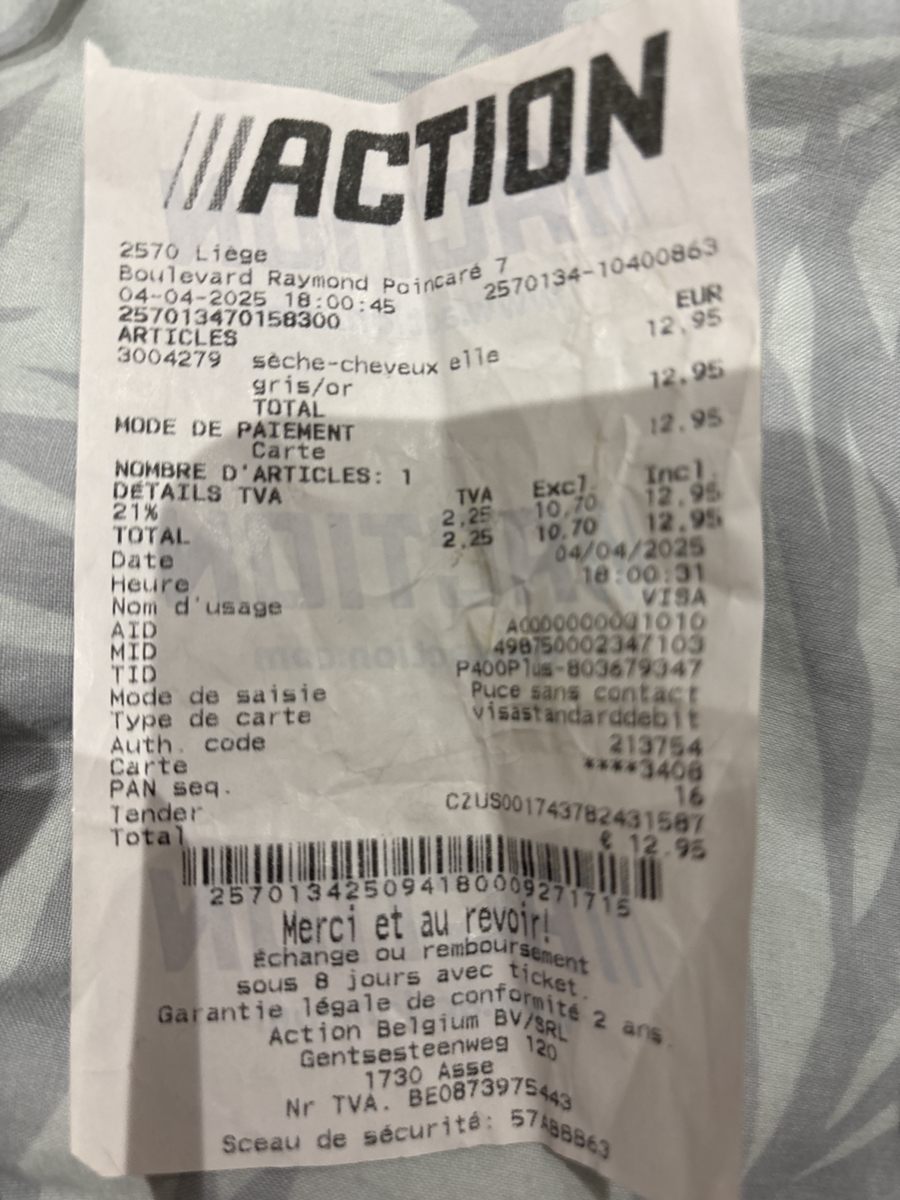 ACTION
2570 Liège
Boulevard Raymond Poincaré 7
04-04-2025 18:00:45 2570134-10400863
257013470158300 EUR
ARTICLES 12.95
3004279 sèche-cheveux elle
gris/or
TOTAL 12.95
MODE DE PAIEMENT
Carte 12.95
NOMBRE D'ARTICLES: 1
DÉTAILS TVA TVA Excl. Incl.
21% 2.25 10.70 12.95
TOTAL 2.25 10.70 12.95
Date 04/04/2025
Heure 18:00:31
Nom d'usage VISA
AID A0000000031010
MID 498750002347103
TID P400Plus-803679347
Mode de saisie Puce sans contact
Type de carte visastandarddebit
Auth. code 213754
Carte ****3408
PAN seq. 16
Tender CZUS001743782431587
Total € 12.95
257013425094180009271715
Merci et au revoir!
Échange ou remboursement
sous 8 jours avec ticket.
Garantie légale de conformité 2 ans.
Action Belgium BV/SRL
Gentsesteenweg 120
1730 Asse
Nr TVA. BE0873975443
Sceau de sécurité: 57ABBB63